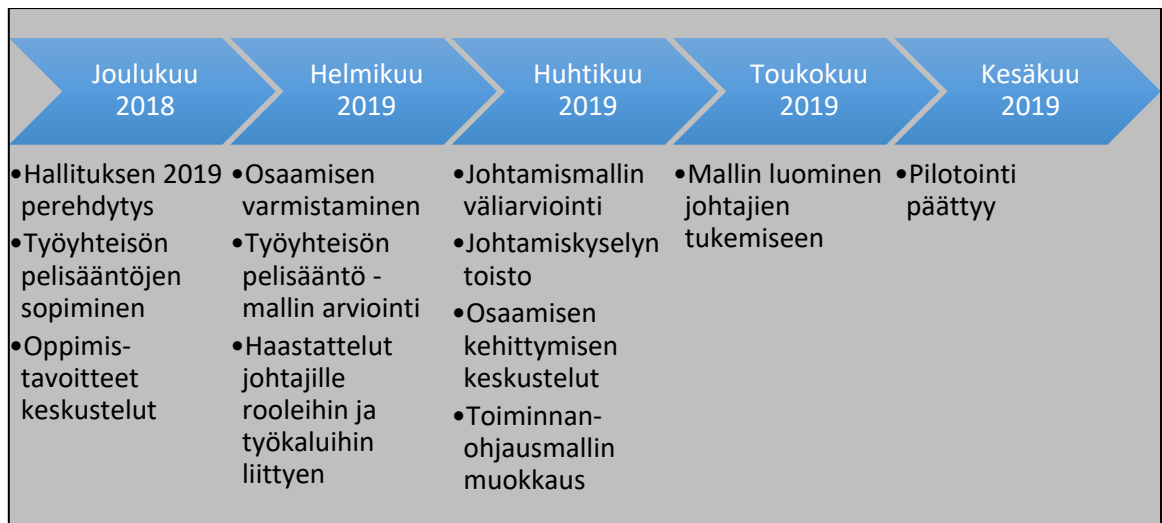 Joulukuu
2018
Helmikuu
2019
Huhtikuu
2019
Toukokuu
2019
Kesäkuu
2019
•Hallituksen 2019
perehdytys
•Työyhteisön
pelisääntöjen
sopiminen
•Oppimis-
tavoitteet
keskustelut
•Osaamisen
varmistaminen
•Työyhteisön
pelisääntö -
mallin arviointi
•Haastattelut
johtajille
rooleihin ja
työkaluihin
liittyen
•Johtamismallin
väliarviointi
•Johtamiskyselyn
toisto
•Osaamisen
kehittymisen
keskustelut
•Toiminnan-
ohjausmallin
muokkaus
•Mallin luominen
johtajien
tukemiseen
•Pilotointi
päättyy